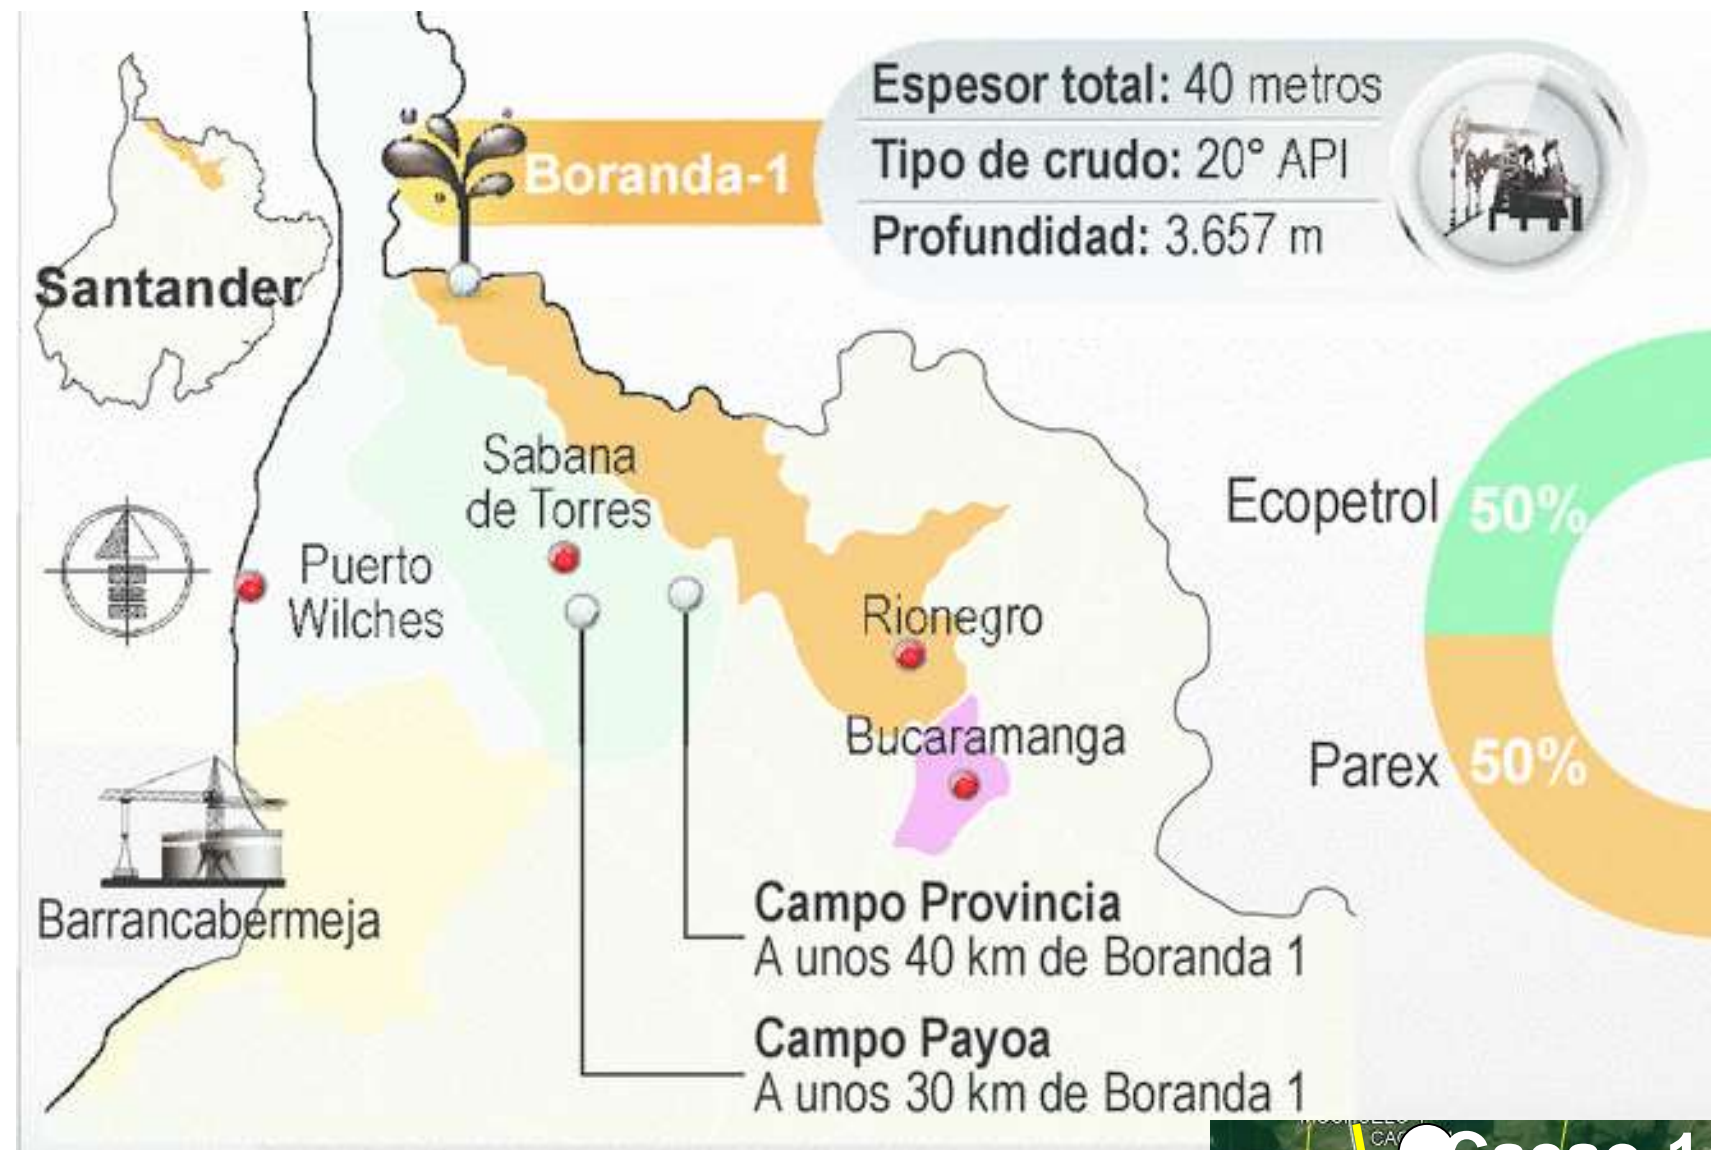 Espesor total: 40 metros
Tipo de crudo: 20° API
Profundidad: 3.657 m
Boranda-1
Santander
Sabana
de Torres
Puerto
Wilches
Rionegro
Bucaramanga
Barrancabermeja
Ecopetrol 50%
Parex 50%
Campo Provincia
A unos 40 km de Boranda 1
Campo Payoa
A unos 30 km de Boranda 1